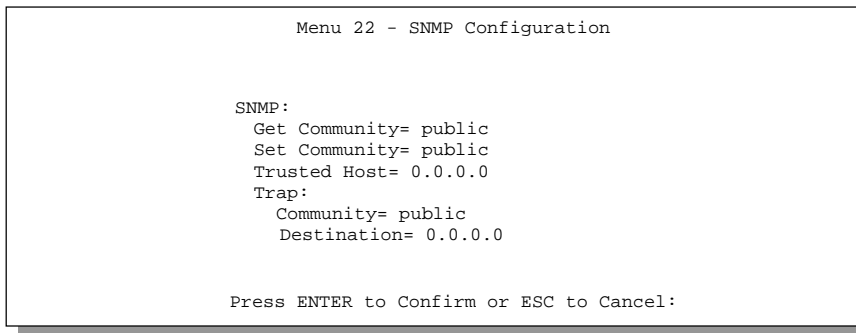 Menu 22 - SNMP Configuration
SNMP:
Get Community= public
Set Community= public
Trusted Host= 0.0.0.0
Trap:
Community= public
Destination= 0.0.0.0
Press ENTER to Confirm or ESC to Cancel: